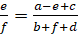 e/f = (a−e+c)/(b+f+d)